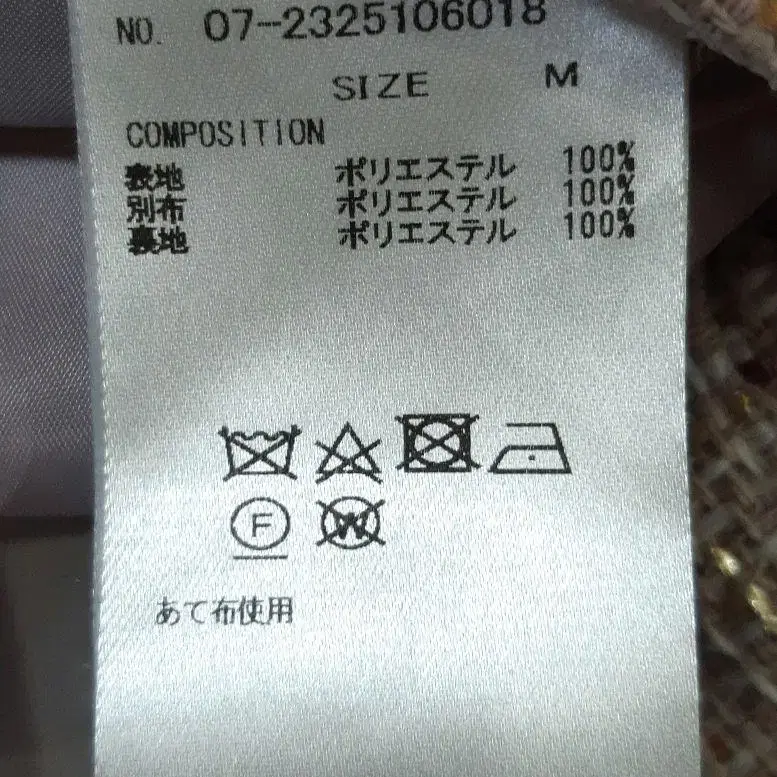 NO. 07-2325106018
SIZE M
COMPOSITION
表地 ポリエステル 100%
別布 ポリエステル 100%
裏地 ポリエステル 100%
F W
あて布使用